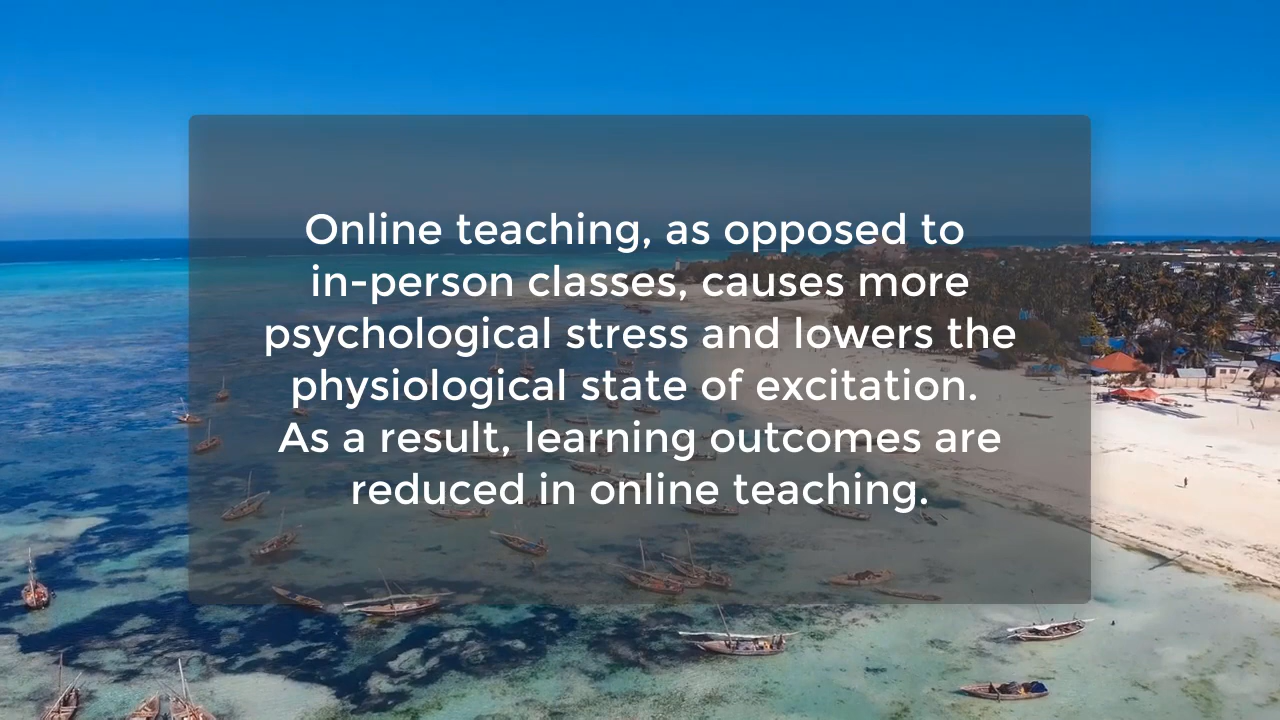 Online teaching, as opposed to
in-person classes, causes more
psychological stress and lowers the
physiological state of excitation.
As a result, learning outcomes are
reduced in online teaching.